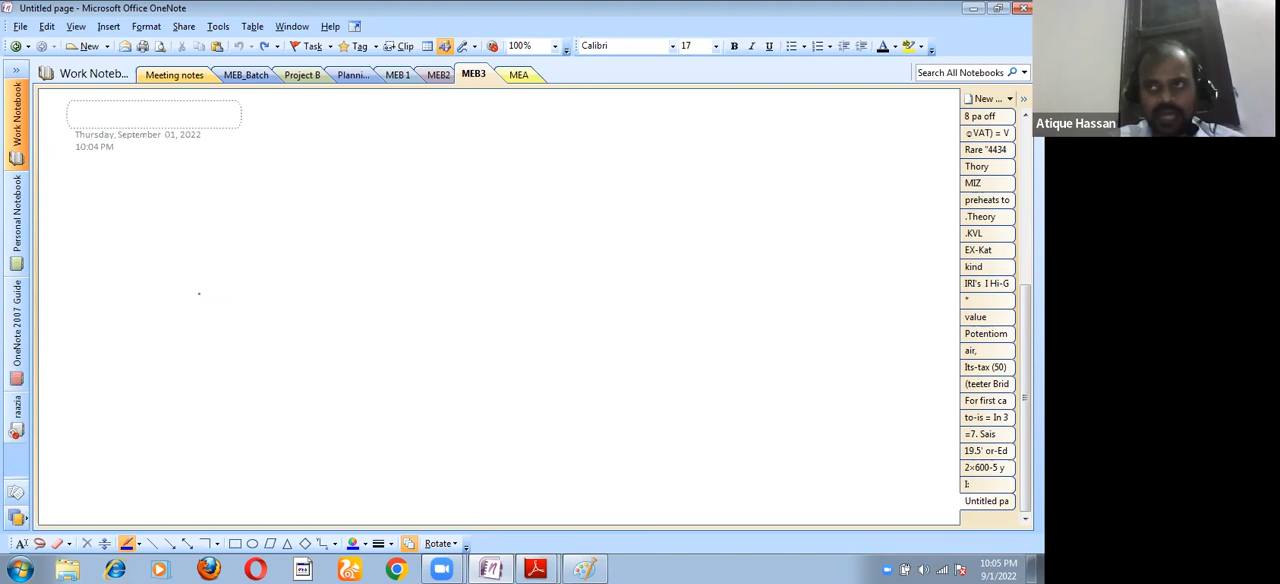 Untitled page - Microsoft Office OneNote
File Edit View Insert Format Share Tools Table Window Help
New Task Tag Clip 100% Calibri 17 B I U A
Work Noteb... Meeting notes MEB_Batch Project B Planni... MEB 1 MEB2 MEB3 MEA Search All Notebooks
Work Notebook
Personal Notebook
OneNote 2007 Guide
raazia
Thursday, September 01, 2022
10:04 PM
New ...
8 pa off
☺VAT) = V
Rare "4434
Thory
MIZ
preheats to
.Theory
.KVL
EX-Kat
kind
IRI's I Hi-G
*
value
Potentiom
air,
Its-tax (50)
(teeter Brid
For first ca
to-is = In 3
=7. Sais
19.5' or-Ed
2×600-5 y
I:
Untitled pa
Atique Hassan
Rotate
10:05 PM
9/1/2022